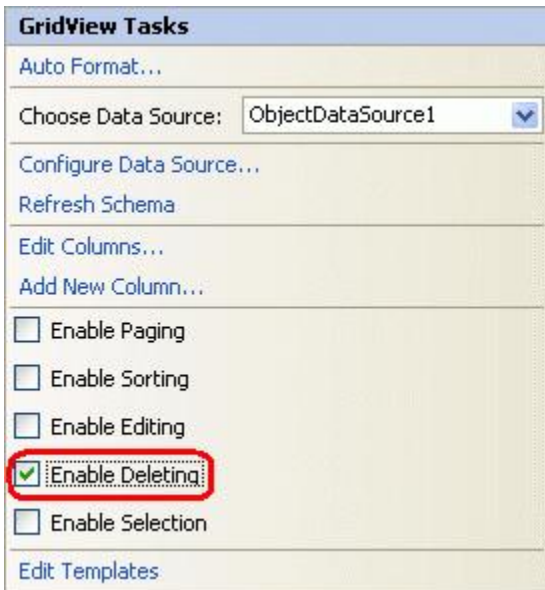 GridView Tasks
Auto Format...
Choose Data Source: ObjectDataSource1
Configure Data Source...
Refresh Schema
Edit Columns...
Add New Column...
Enable Paging
Enable Sorting
Enable Editing
Enable Deleting
Enable Selection
Edit Templates